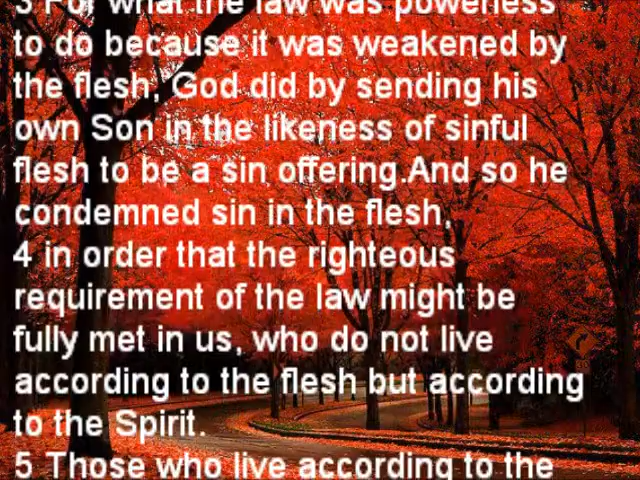 3 For what the law was powerless
to do because it was weakened by
the flesh, God did by sending his
own Son in the likeness of sinful
flesh to be a sin offering.And so he
condemned sin in the flesh,
4 in order that the righteous
requirement of the law might be
fully met in us, who do not live
according to the flesh but according
to the Spirit.
5 Those who live according to the